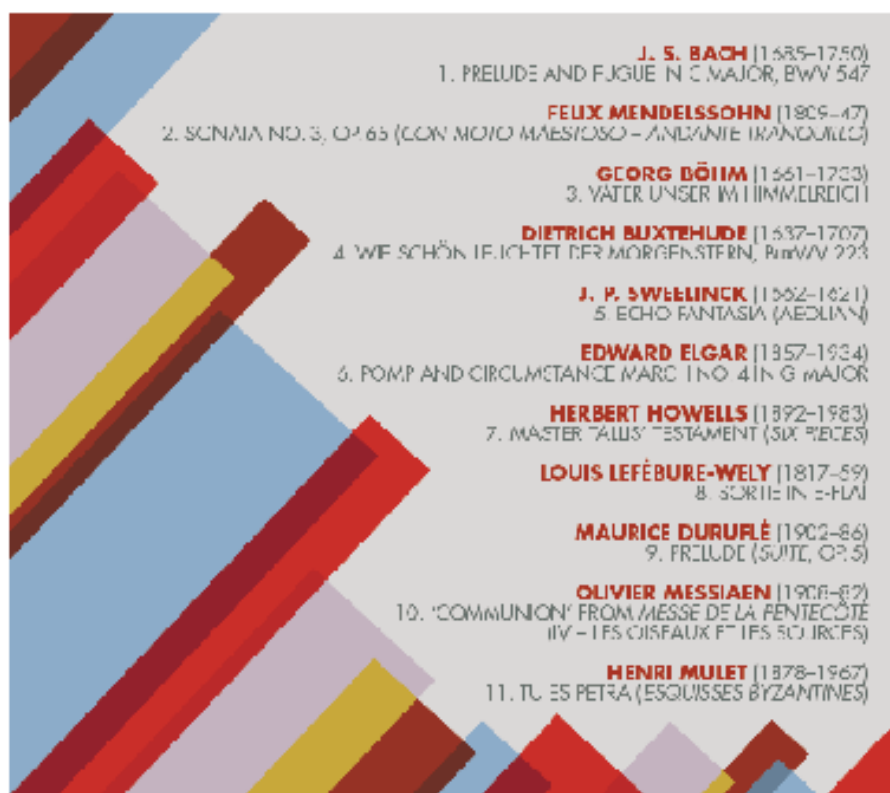 J. S. BACH (1685–1750)
1. PRELUDE AND FUGUE IN C MAJOR, BWV 547
FELIX MENDELSSOHN (1809–47)
2. SONATA NO. 3, OP. 65 (CON MOTO MAESTOSO – ANDANTE TRANQUILLO)
GEORG BÖHM (1661–1733)
3. VATER UNSER IM HIMMELREICH
DIETRICH BUXTEHUDE (1637–1707)
4. WIE SCHÖN LEUCHTET DER MORGENSTERN, BuxWV 223
J. P. SWEELINCK (1562–1621)
5. ECHO FANTASIA (AEOLIAN)
EDWARD ELGAR (1857–1934)
6. POMP AND CIRCUMSTANCE MARCH NO. 4 IN G MAJOR
HERBERT HOWELLS (1892–1983)
7. MASTER TALLIS' TESTAMENT (SIX PIECES)
LOUIS LEFÉBURE-WELY (1817–69)
8. SORTIE IN E-FLAT
MAURICE DURUFLÉ (1902–86)
9. PRELUDE (SUITE, OP. 5)
OLIVIER MESSIAEN (1908–92)
10. 'COMMUNION' FROM MESSE DE LA PENTECÔTE
(IV – LES OISEAUX ET LES SOURCES)
HENRI MULET (1878–1967)
11. TU ES PETRA (ESQUISSES BYZANTINES)